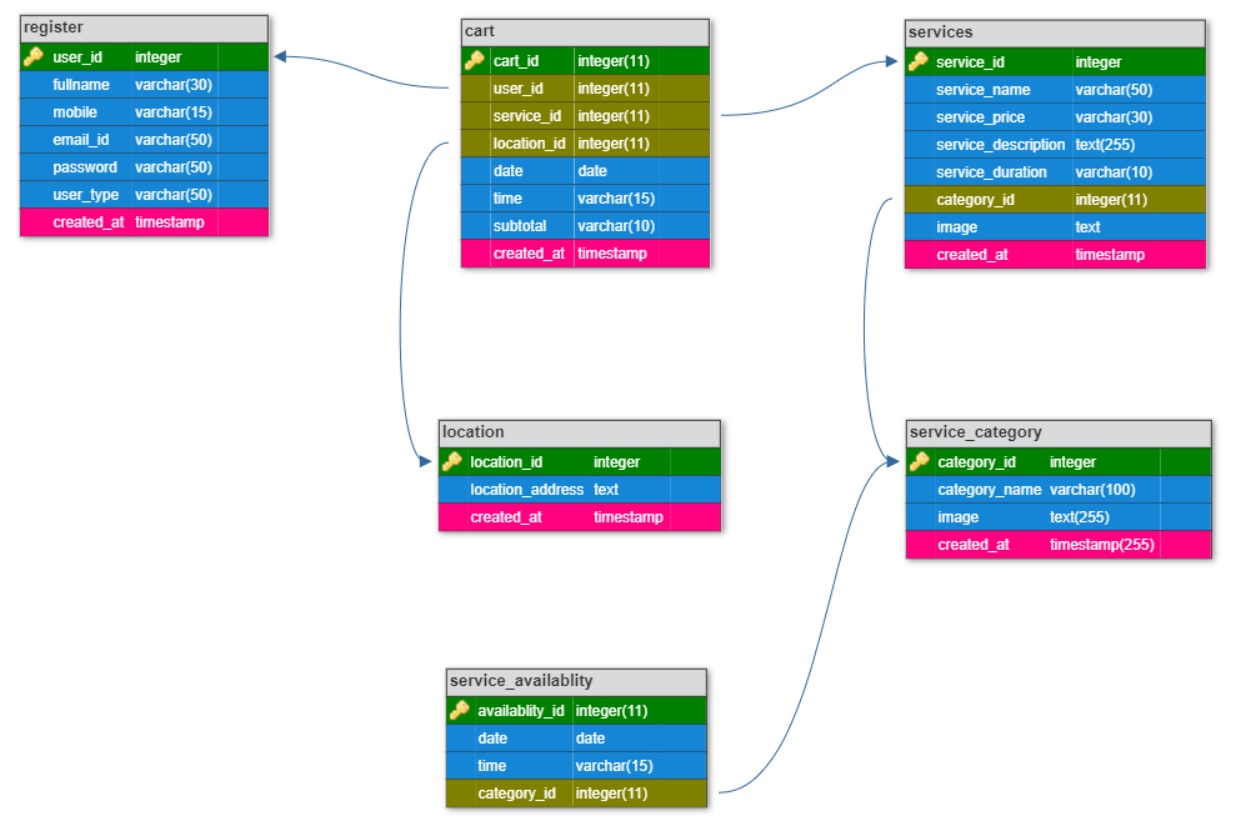 register
user_id integer
fullname varchar(30)
mobile varchar(15)
email_id varchar(50)
password varchar(50)
user_type varchar(50)
created_at timestamp
cart
cart_id integer(11)
user_id integer(11)
service_id integer(11)
location_id integer(11)
date date
time varchar(15)
subtotal varchar(10)
created_at timestamp
services
service_id integer
service_name varchar(50)
service_price varchar(30)
service_description text(255)
service_duration varchar(10)
category_id integer(11)
image text
created_at timestamp
location
location_id integer
location_address text
created_at timestamp
service_category
category_id integer
category_name varchar(100)
image text(255)
created_at timestamp(255)
service_availablity
availablity_id integer(11)
date date
time varchar(15)
category_id integer(11)